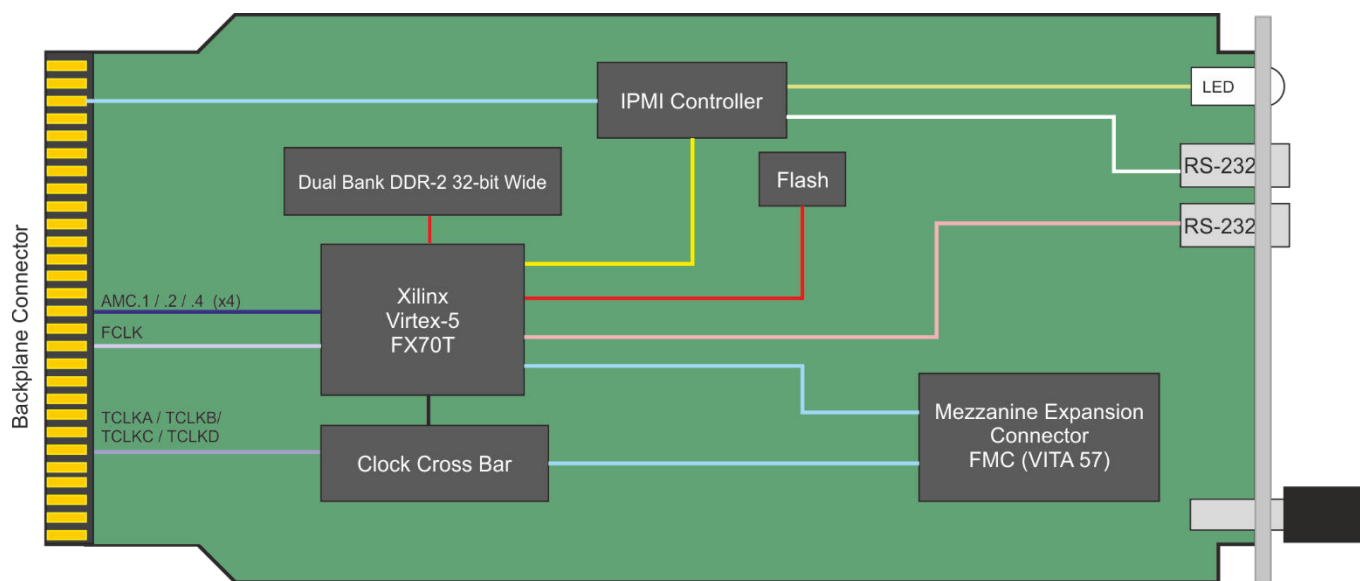 LED
IPMI Controller
RS-232
Dual Bank DDR-2 32-bit Wide
Flash
RS-232
Backplane Connector
AMC.1 / .2 / .4  (x4)
FCLK
Xilinx
Virtex-5
FX70T
TCLKA / TCLKB/
TCLKC / TCLKD
Clock Cross Bar
Mezzanine Expansion
Connector
FMC (VITA 57)